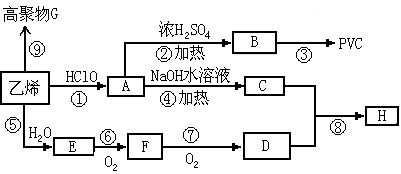 高聚物G
⑨
浓H₂SO₄
②加热
B
③
PVC
乙烯
HClO
①
A
NaOH水溶液
④加热
C
⑧
H
⑤
H₂O
E
⑥
O₂
F
⑦
O₂
D